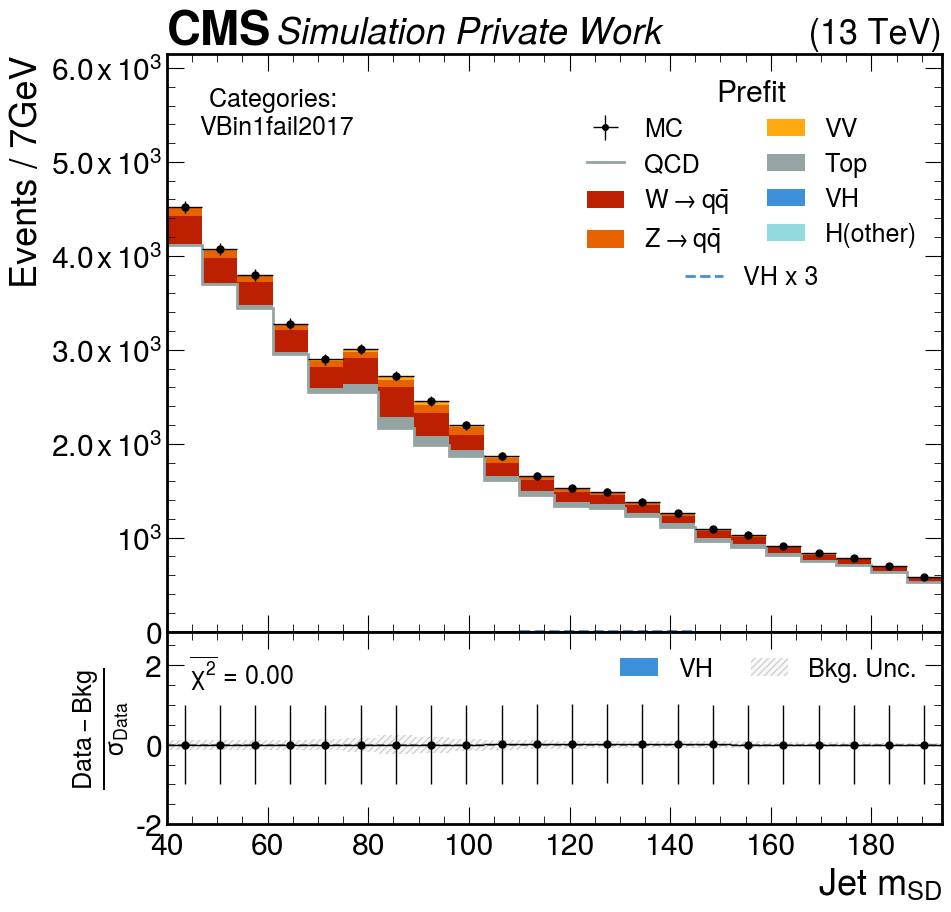 CMS Simulation Private Work (13 TeV)
Events / 7GeV
6.0 x 10³
5.0 x 10³
4.0 x 10³
3.0 x 10³
2.0 x 10³
10³
0
Categories:
VBin1fail2017
Prefit
MC
QCD
W → qq̄
Z → qq̄
VV
Top
VH
H(other)
VH x 3
Data – Bkg
σ_Data
2
0
-2
χ̅²̅ = 0.00
VH
Bkg. Unc.
40 60 80 100 120 140 160 180
Jet m_SD